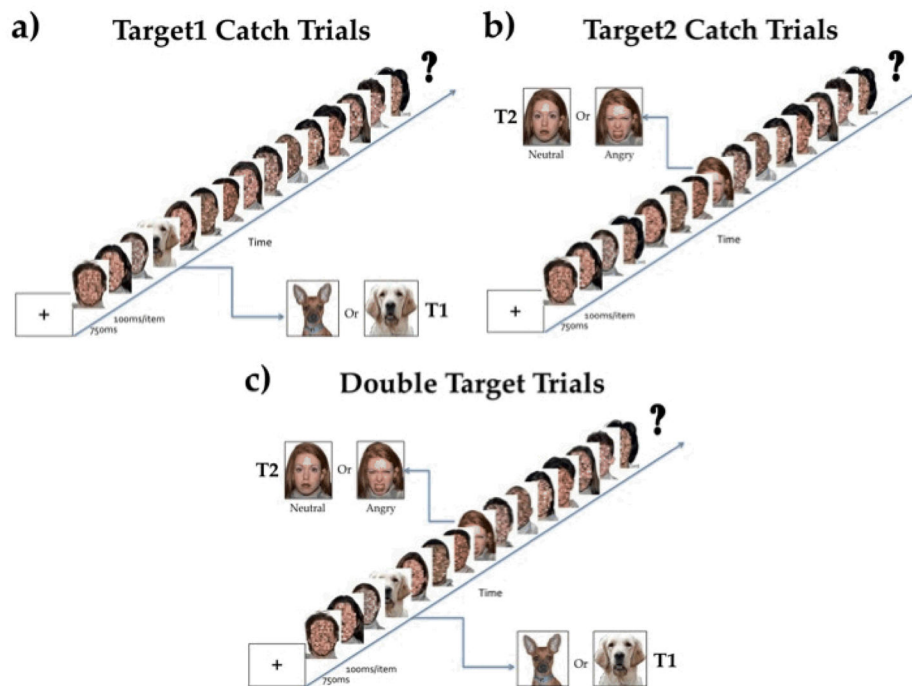 a) Target1 Catch Trials
?
Time
Or
T1
+
100ms/item
750ms
b) Target2 Catch Trials
?
T2
Or
Neutral
Angry
Time
+
100ms/item
750ms
c) Double Target Trials
?
T2
Or
Neutral
Angry
Time
+
100ms/item
750ms
Or
T1